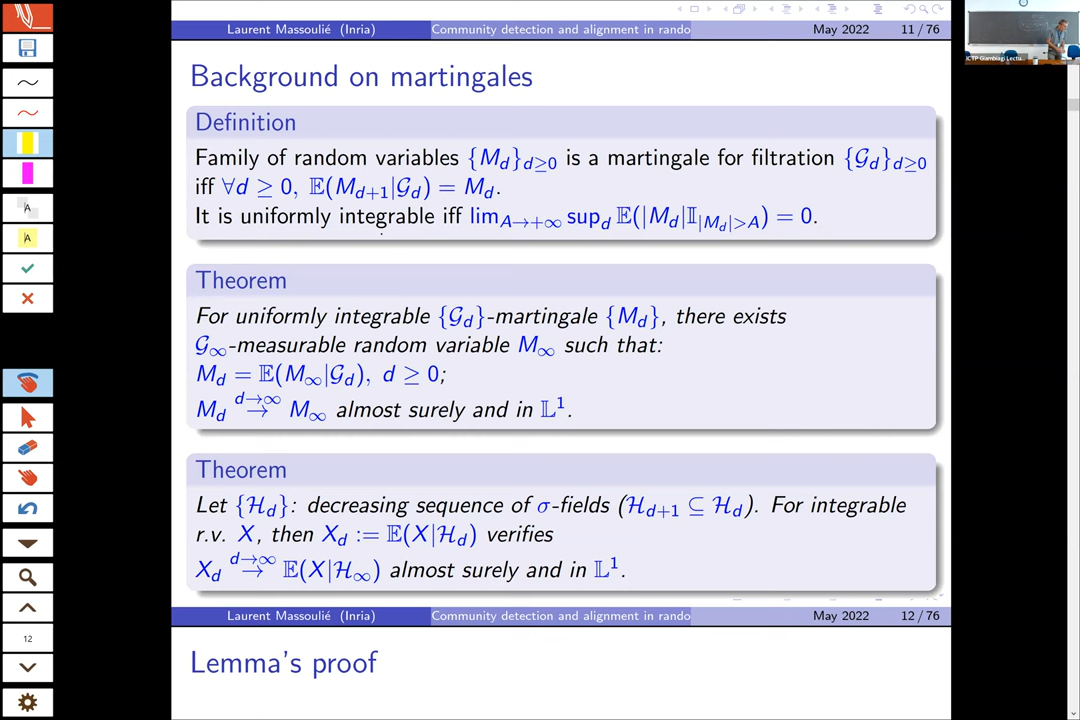 Laurent Massoulié (Inria) Community detection and alignment in rando May 2022 11/76
Background on martingales
Definition
Family of random variables {M_d}_{d≥0} is a martingale for filtration {𝒢_d}_{d≥0}
iff ∀d ≥ 0, 𝔼(M_{d+1}|𝒢_d) = M_d.
It is uniformly integrable iff lim_{A→+∞} sup_d 𝔼(|M_d|𝕀_{|M_d|>A}) = 0.
Theorem
For uniformly integrable {𝒢_d}-martingale {M_d}, there exists
𝒢_∞-measurable random variable M_∞ such that:
M_d = 𝔼(M_∞|𝒢_d), d ≥ 0;
M_d →^{d→∞} M_∞ almost surely and in 𝕃^1.
Theorem
Let {ℋ_d}: decreasing sequence of σ-fields (ℋ_{d+1} ⊆ ℋ_d). For integrable
r.v. X, then X_d := 𝔼(X|ℋ_d) verifies
X_d →^{d→∞} 𝔼(X|ℋ_∞) almost surely and in 𝕃^1.
Laurent Massoulié (Inria) Community detection and alignment in rando May 2022 12/76
Lemma's proof
A
A
12
ICTP Gambiagi Lectu...